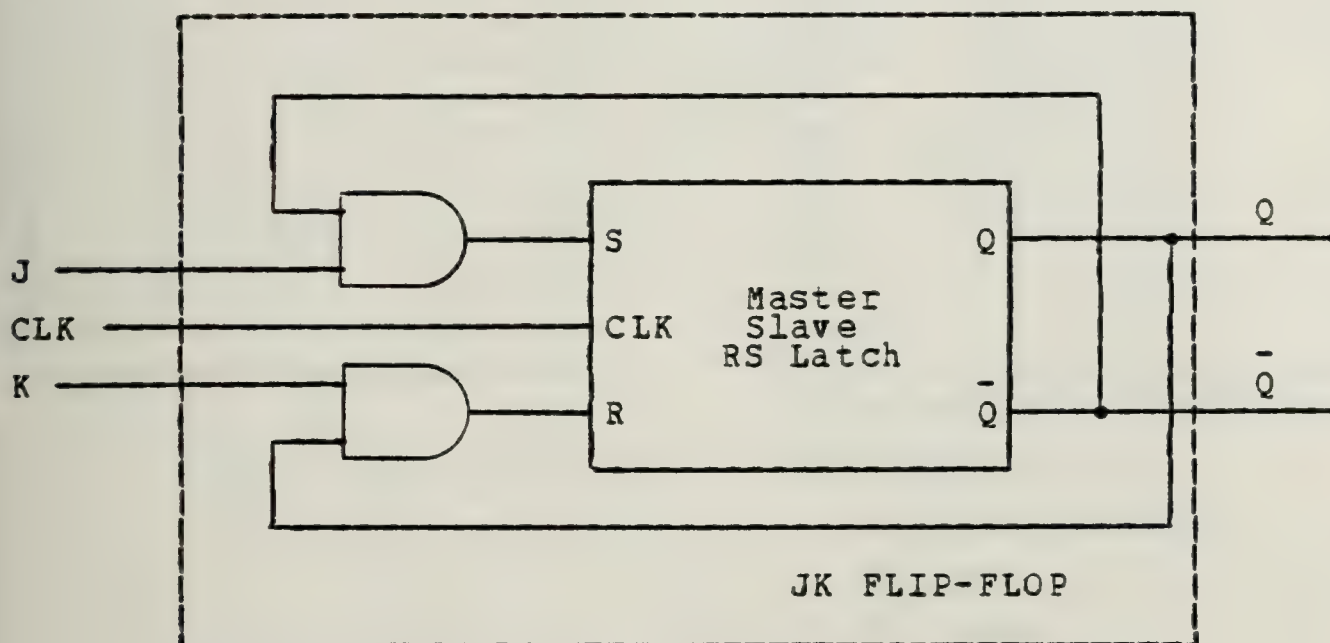 J
CLK
K
S
CLK
R
Master
Slave
RS Latch
Q
Q̅
Q
Q̅
JK FLIP-FLOP